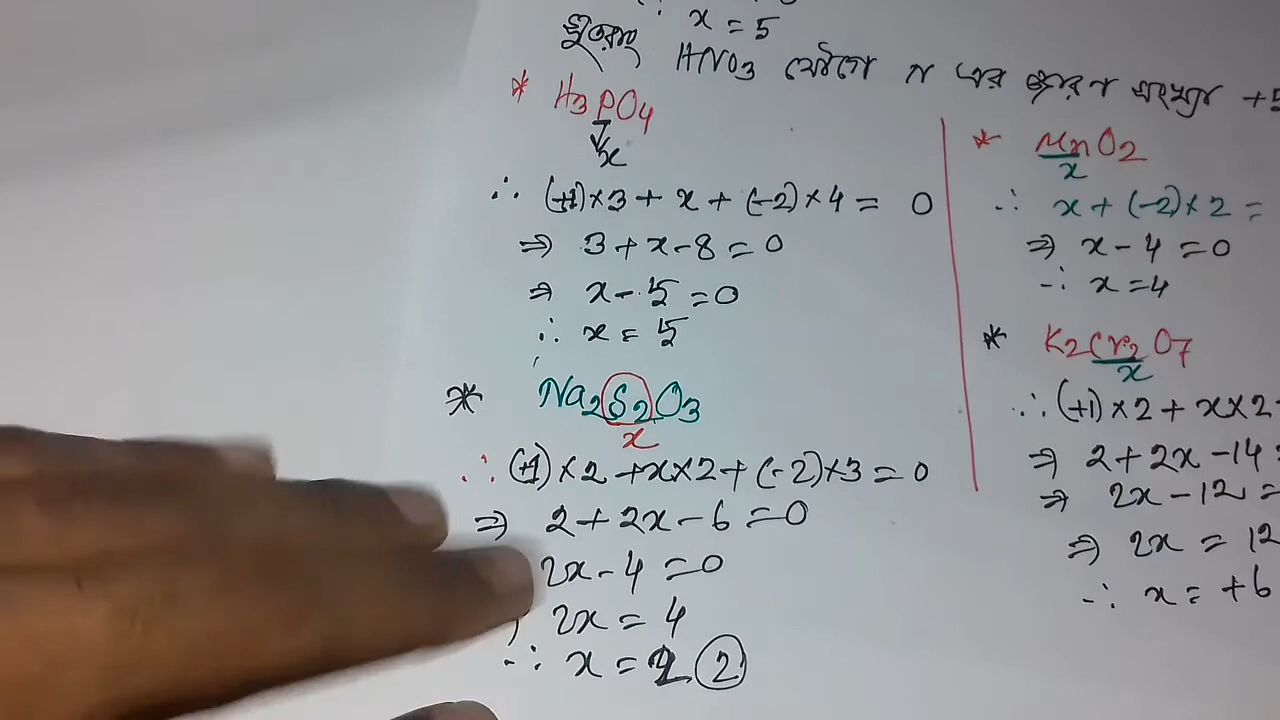 ∴ x = 5
সুতরাং HNO3 যৌগে N এর জারণ সংখ্যা +5
* H3PO4
x
∴ (+1)×3 + x + (-2)×4 = 0
⇒ 3 + x - 8 = 0
⇒ x - 5 = 0
∴ x = 5
* Na2S2O3
x
∴ (+1)×2 + x×2 + (-2)×3 = 0
⇒ 2 + 2x - 6 = 0
2x - 4 = 0
2x = 4
∴ x = 2 2
* MnO2
x
∴ x + (-2)×2 =
⇒ x - 4 = 0
∴ x = 4
* K2Cr2O7
x
∴ (+1)×2 + x×2
⇒ 2 + 2x - 14 =
⇒ 2x - 12 =
⇒ 2x = 12
∴ x = +6